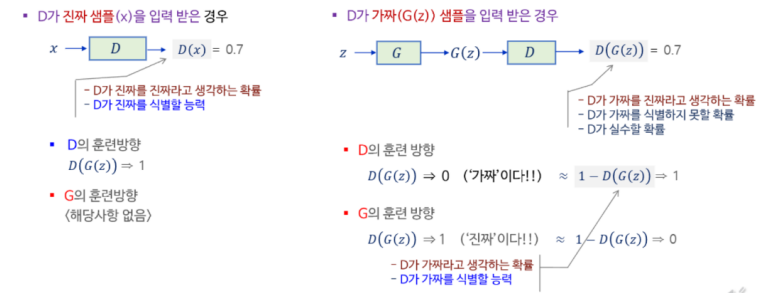 ▪ D가 진짜 샘플(x)을 입력 받은 경우
x → D → D(x) = 0.7
- D가 진짜를 진짜라고 생각하는 확률
- D가 진짜를 식별할 능력
▪ D의 훈련방향
D(G(z)) ⇒ 1
▪ G의 훈련방향
<해당사항 없음>
▪ D가 가짜(G(z)) 샘플을 입력 받은 경우
z → G → G(z) → D → D(G(z)) = 0.7
- D가 가짜를 진짜라고 생각하는 확률
- D가 가짜를 식별하지 못할 확률
- D가 실수할 확률
▪ D의 훈련 방향
D(G(z)) ⇒ 0 ('가짜'이다!!) ≈ 1 − D(G(z)) ⇒ 1
▪ G의 훈련 방향
D(G(z)) ⇒ 1 ('진짜'이다!!) ≈ 1 − D(G(z)) ⇒ 0
- D가 가짜라고 생각하는 확률
- D가 가짜를 식별할 능력